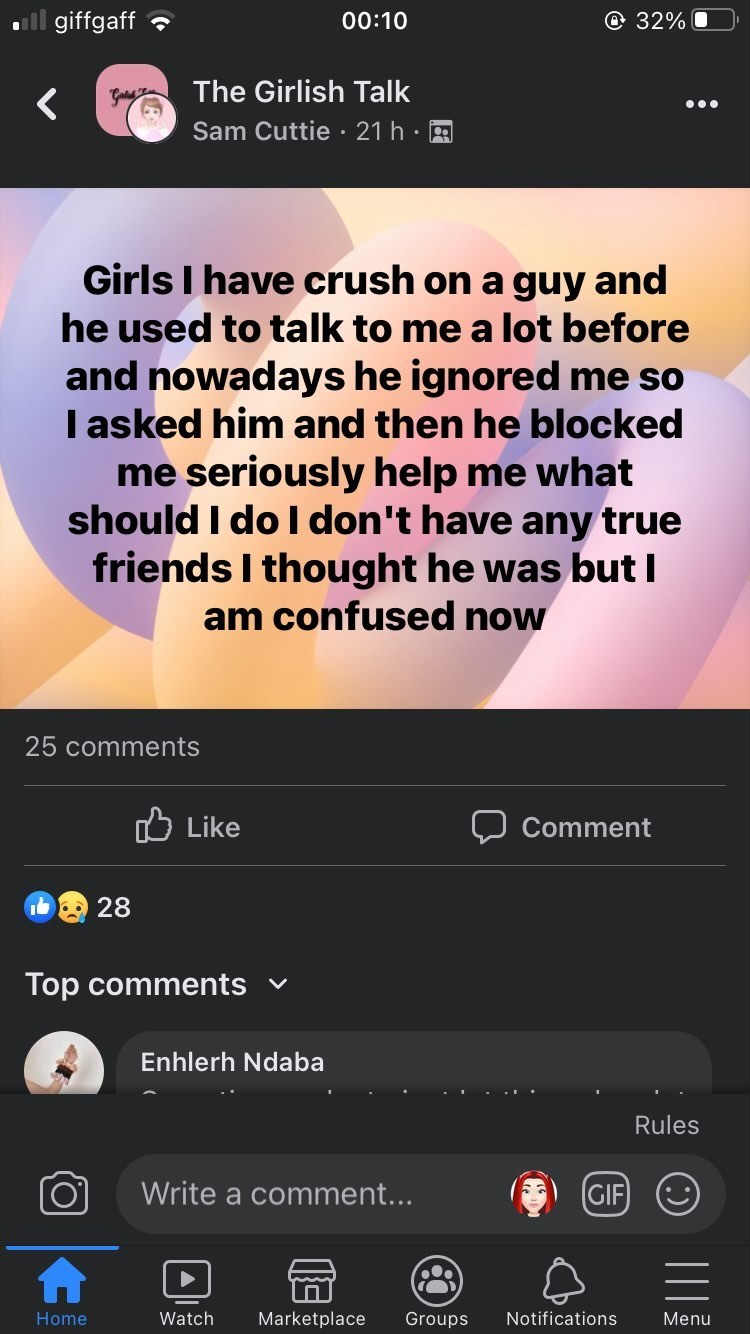 giffgaff 00:10 32%
The Girlish Talk
Sam Cuttie · 21 h ·
Girls I have crush on a guy and
he used to talk to me a lot before
and nowadays he ignored me so
I asked him and then he blocked
me seriously help me what
should I do I don't have any true
friends I thought he was but I
am confused now
25 comments
Like Comment
28
Top comments
Enhlerh Ndaba
Rules
Write a comment... GIF
Home Watch Marketplace Groups Notifications Menu